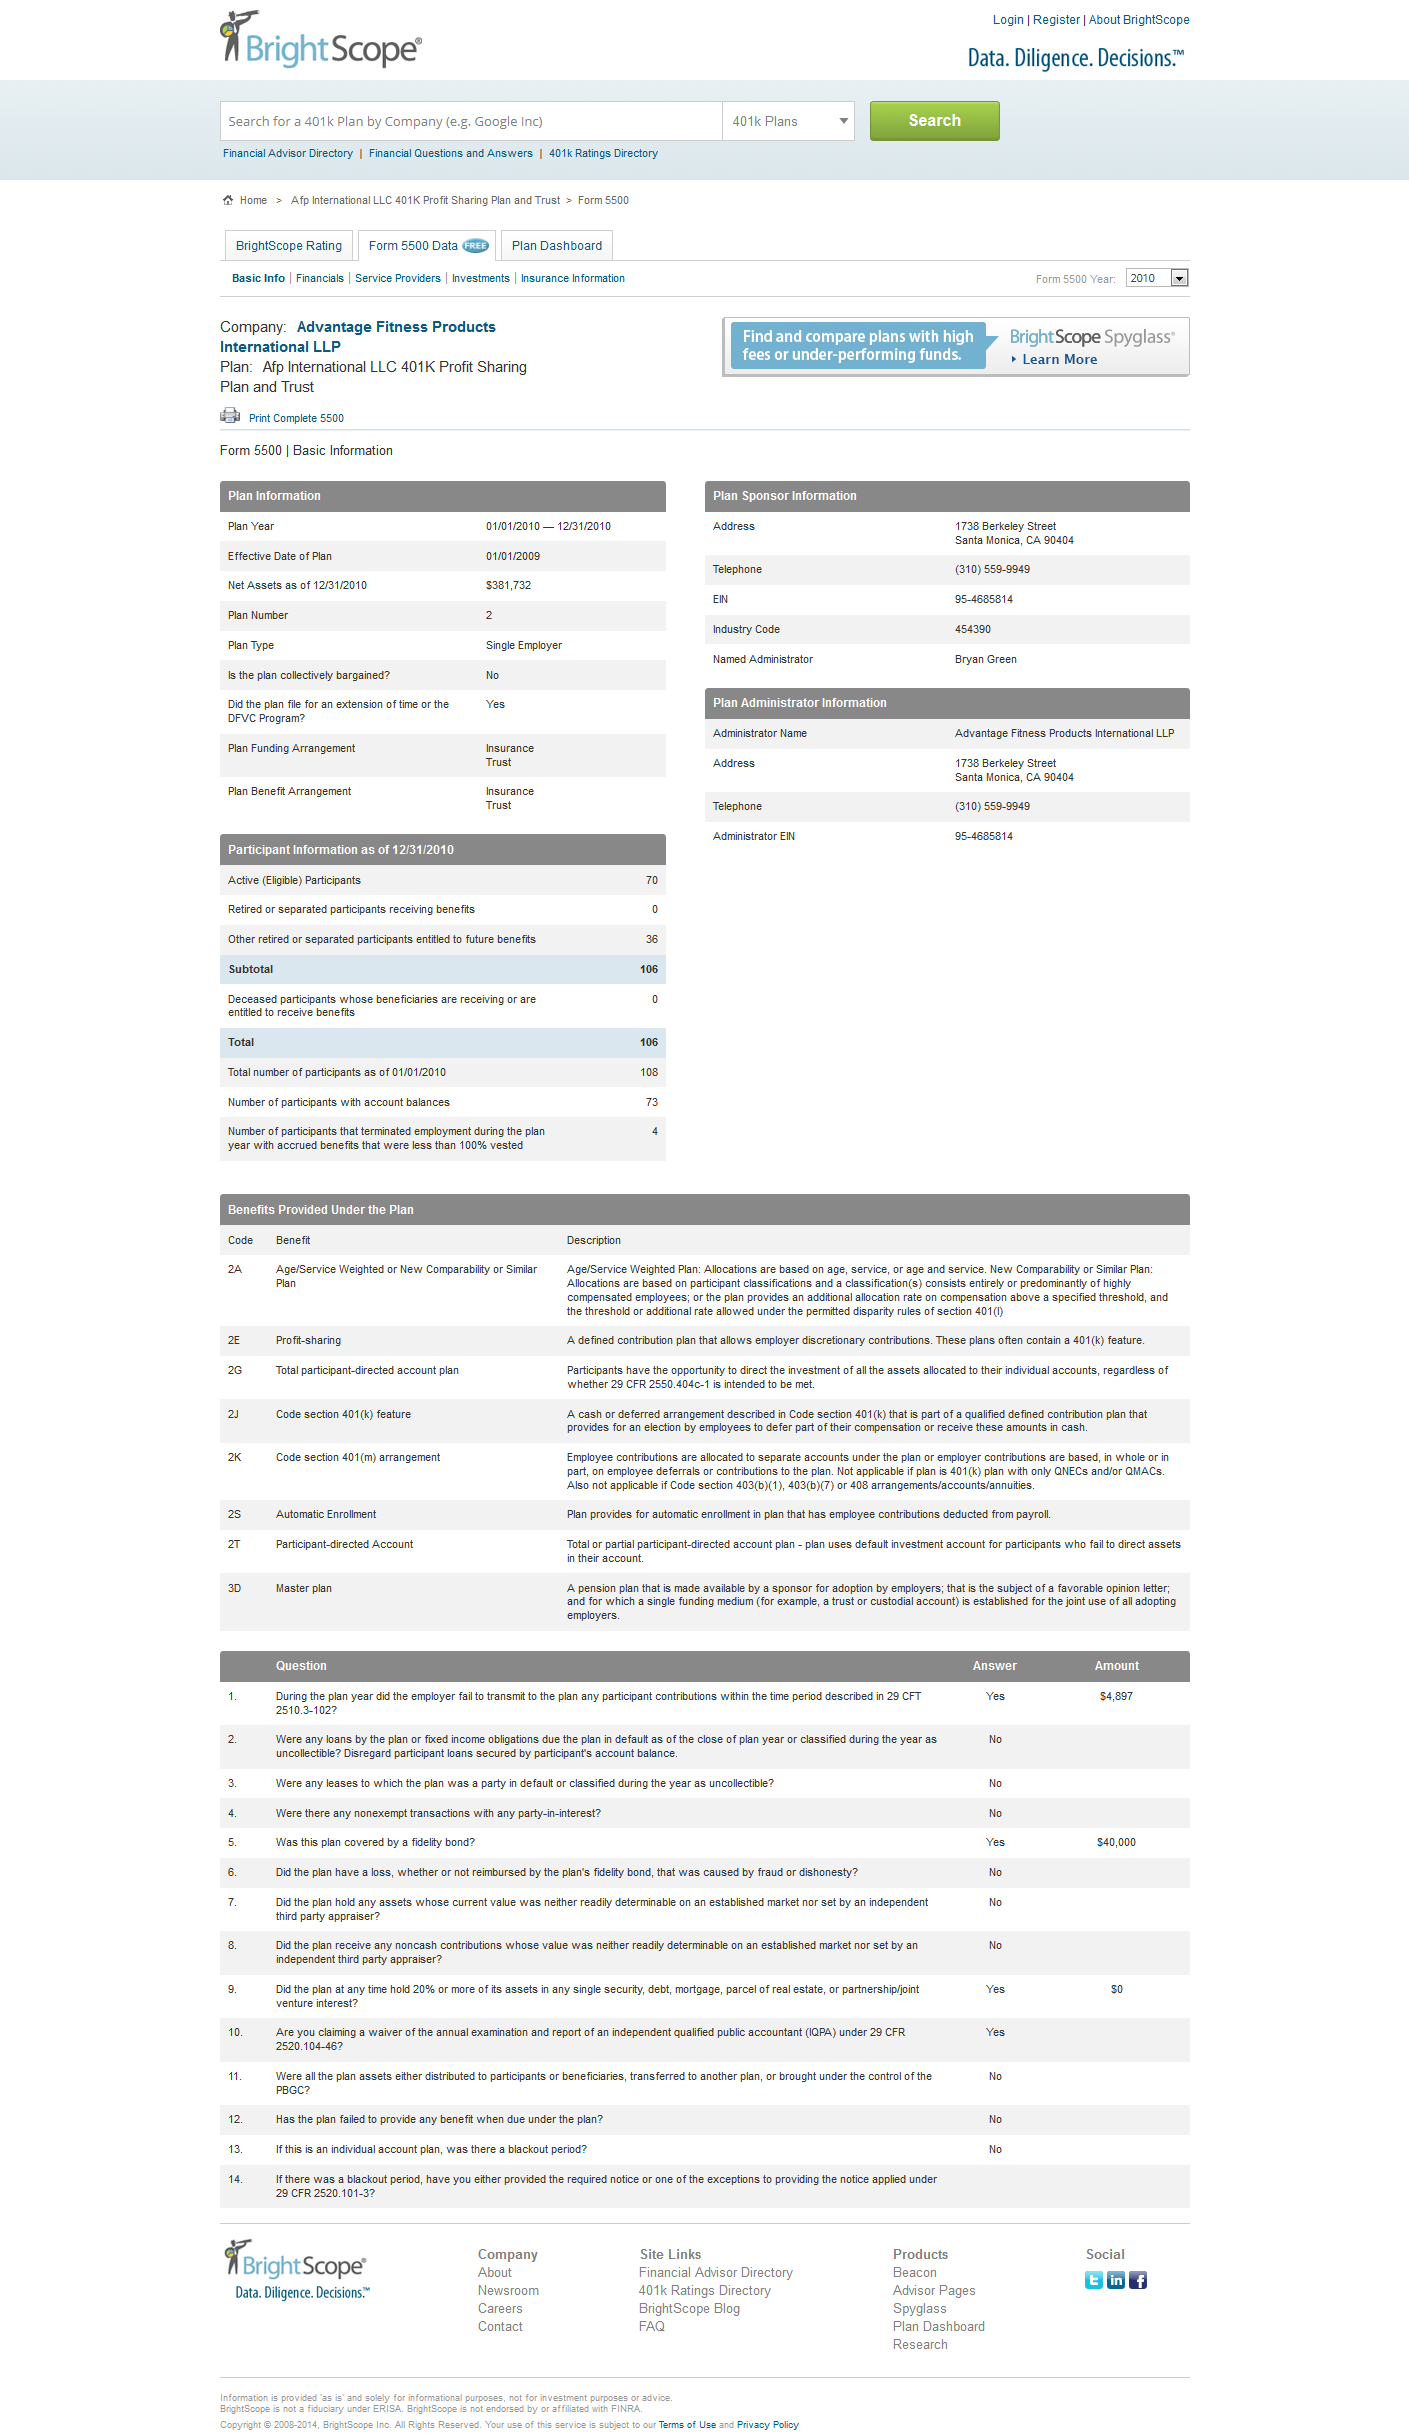 BrightScope®
Login | Register | About BrightScope
Data. Diligence. Decisions.™
Search for a 401k Plan by Company (e.g. Google Inc)
401k Plans
Search
Financial Advisor Directory | Financial Questions and Answers | 401k Ratings Directory
Home > Afp International LLC 401K Profit Sharing Plan and Trust > Form 5500
BrightScope Rating
Form 5500 Data FREE
Plan Dashboard
Basic Info | Financials | Service Providers | Investments | Insurance Information
Form 5500 Year: 2010
Company: Advantage Fitness Products
International LLP
Plan: Afp International LLC 401K Profit Sharing
Plan and Trust
Find and compare plans with high
fees or under-performing funds.
BrightScope Spyglass®
Learn More
Print Complete 5500
Form 5500 | Basic Information
Plan Information
Plan Year 01/01/2010 — 12/31/2010
Effective Date of Plan 01/01/2009
Net Assets as of 12/31/2010 $381,732
Plan Number 2
Plan Type Single Employer
Is the plan collectively bargained? No
Did the plan file for an extension of time or the Yes
DFVC Program?
Plan Funding Arrangement Insurance
Trust
Plan Benefit Arrangement Insurance
Trust
Plan Sponsor Information
Address 1738 Berkeley Street
Santa Monica, CA 90404
Telephone (310) 559-9949
EIN 95-4685814
Industry Code 454390
Named Administrator Bryan Green
Plan Administrator Information
Administrator Name Advantage Fitness Products International LLP
Address 1738 Berkeley Street
Santa Monica, CA 90404
Telephone (310) 559-9949
Administrator EIN 95-4685814
Participant Information as of 12/31/2010
Active (Eligible) Participants 70
Retired or separated participants receiving benefits 0
Other retired or separated participants entitled to future benefits 36
Subtotal 106
Deceased participants whose beneficiaries are receiving or are 0
entitled to receive benefits
Total 106
Total number of participants as of 01/01/2010 108
Number of participants with account balances 73
Number of participants that terminated employment during the plan 4
year with accrued benefits that were less than 100% vested
Benefits Provided Under the Plan
Code Benefit Description
2A Age/Service Weighted or New Comparability or Similar Age/Service Weighted Plan: Allocations are based on age, service, or age and service. New Comparability or Similar Plan:
Plan Allocations are based on participant classifications and a classification(s) consists entirely or predominantly of highly
compensated employees; or the plan provides an additional allocation rate on compensation above a specified threshold, and
the threshold or additional rate allowed under the permitted disparity rules of section 401(l)
2E Profit-sharing A defined contribution plan that allows employer discretionary contributions. These plans often contain a 401(k) feature.
2G Total participant-directed account plan Participants have the opportunity to direct the investment of all the assets allocated to their individual accounts, regardless of
whether 29 CFR 2550.404c-1 is intended to be met.
2J Code section 401(k) feature A cash or deferred arrangement described in Code section 401(k) that is part of a qualified defined contribution plan that
provides for an election by employees to defer part of their compensation or receive these amounts in cash.
2K Code section 401(m) arrangement Employee contributions are allocated to separate accounts under the plan or employer contributions are based, in whole or in
part, on employee deferrals or contributions to the plan. Not applicable if plan is 401(k) plan with only QNECs and/or QMACs.
Also not applicable if Code section 403(b)(1), 403(b)(7) or 408 arrangements/accounts/annuities.
2S Automatic Enrollment Plan provides for automatic enrollment in plan that has employee contributions deducted from payroll.
2T Participant-directed Account Total or partial participant-directed account plan - plan uses default investment account for participants who fail to direct assets
in their account.
3D Master plan A pension plan that is made available by a sponsor for adoption by employers; that is the subject of a favorable opinion letter;
and for which a single funding medium (for example, a trust or custodial account) is established for the joint use of all adopting
employers.
Question Answer Amount
1. During the plan year did the employer fail to transmit to the plan any participant contributions within the time period described in 29 CFT Yes $4,897
2510.3-102?
2. Were any loans by the plan or fixed income obligations due the plan in default as of the close of plan year or classified during the year as No
uncollectible? Disregard participant loans secured by participant's account balance.
3. Were any leases to which the plan was a party in default or classified during the year as uncollectible? No
4. Were there any nonexempt transactions with any party-in-interest? No
5. Was this plan covered by a fidelity bond? Yes $40,000
6. Did the plan have a loss, whether or not reimbursed by the plan's fidelity bond, that was caused by fraud or dishonesty? No
7. Did the plan hold any assets whose current value was neither readily determinable on an established market nor set by an independent No
third party appraiser?
8. Did the plan receive any noncash contributions whose value was neither readily determinable on an established market nor set by an No
independent third party appraiser?
9. Did the plan at any time hold 20% or more of its assets in any single security, debt, mortgage, parcel of real estate, or partnership/joint Yes $0
venture interest?
10. Are you claiming a waiver of the annual examination and report of an independent qualified public accountant (IQPA) under 29 CFR Yes
2520.104-46?
11. Were all the plan assets either distributed to participants or beneficiaries, transferred to another plan, or brought under the control of the No
PBGC?
12. Has the plan failed to provide any benefit when due under the plan? No
13. If this is an individual account plan, was there a blackout period? No
14. If there was a blackout period, have you either provided the required notice or one of the exceptions to providing the notice applied under
29 CFR 2520.101-3?
BrightScope®
Data. Diligence. Decisions.™
Company
About
Newsroom
Careers
Contact
Site Links
Financial Advisor Directory
401k Ratings Directory
BrightScope Blog
FAQ
Products
Beacon
Advisor Pages
Spyglass
Plan Dashboard
Research
Social
Information is provided 'as is' and solely for informational purposes, not for investment purposes or advice.
BrightScope is not a fiduciary under ERISA. BrightScope is not endorsed by or affiliated with FINRA.
Copyright © 2008-2014, BrightScope Inc. All Rights Reserved. Your use of this service is subject to our Terms of Use and Privacy Policy